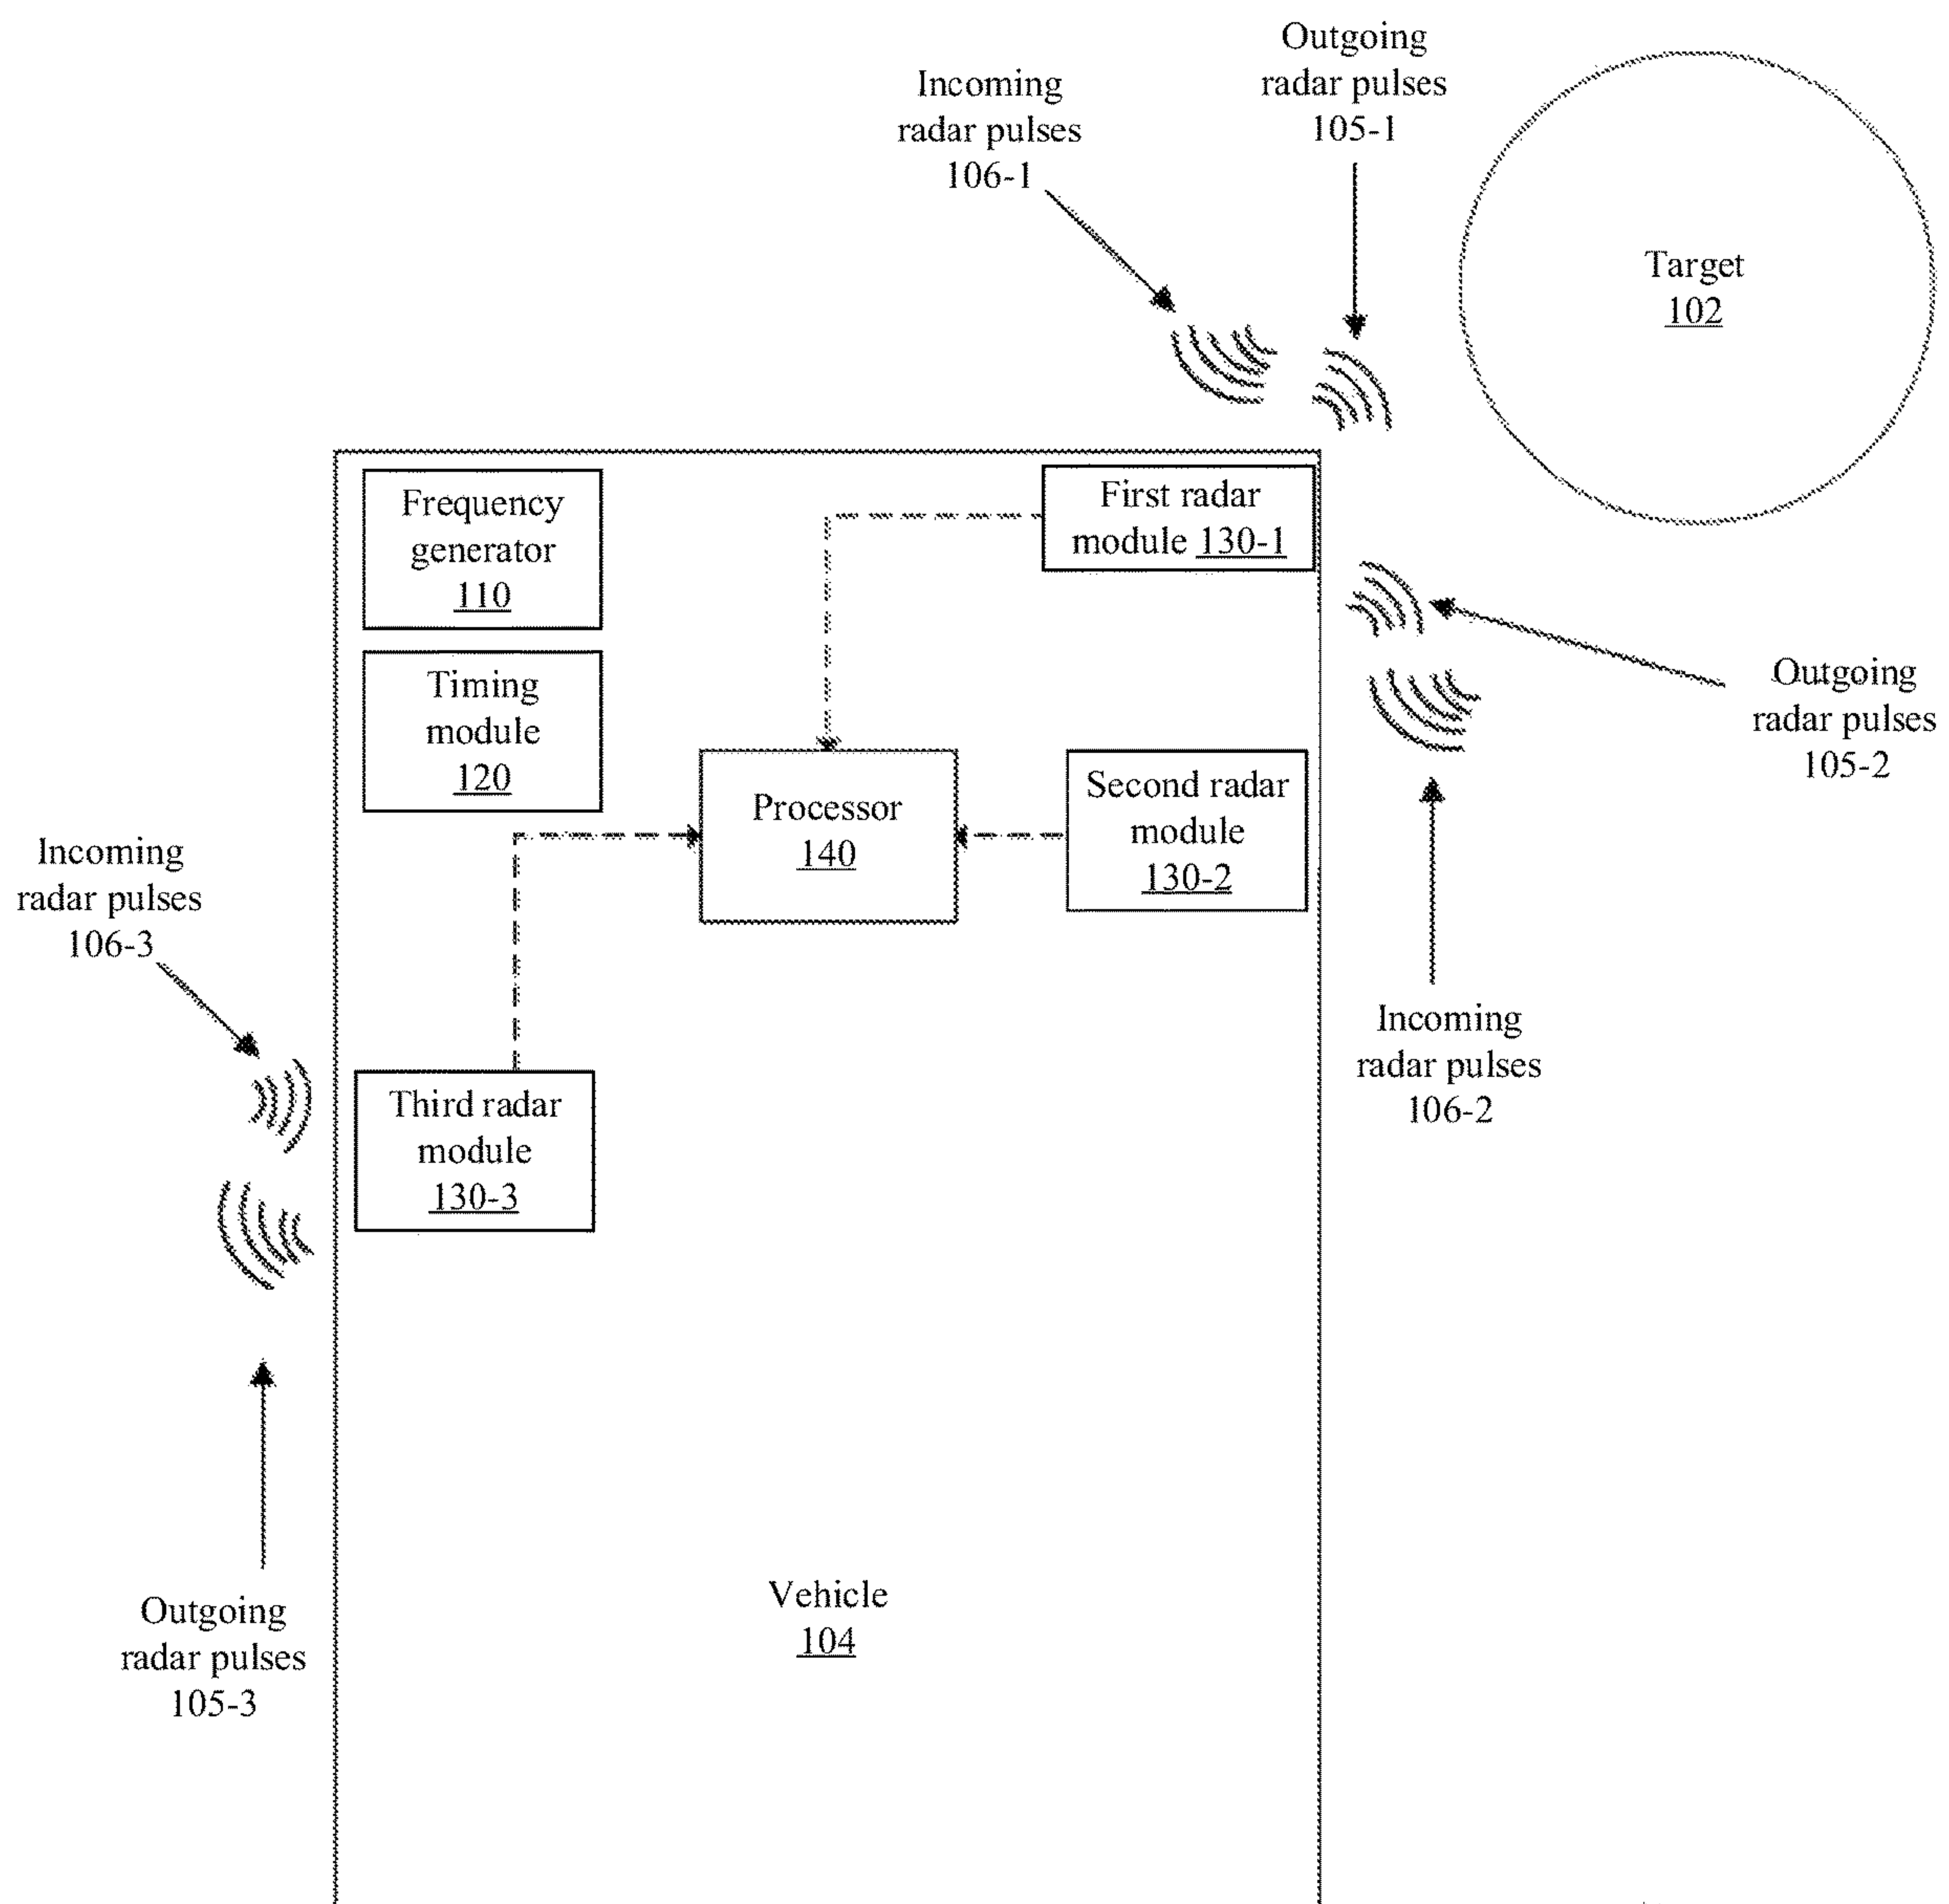 Outgoing
radar pulses
105-1
Incoming
radar pulses
106-1
Target
102
Frequency
generator
110
First radar
module 130-1
Timing
module
120
Outgoing
radar pulses
105-2
Processor
140
Second radar
module
130-2
Incoming
radar pulses
106-3
Incoming
radar pulses
106-2
Third radar
module
130-3
Vehicle
104
Outgoing
radar pulses
105-3